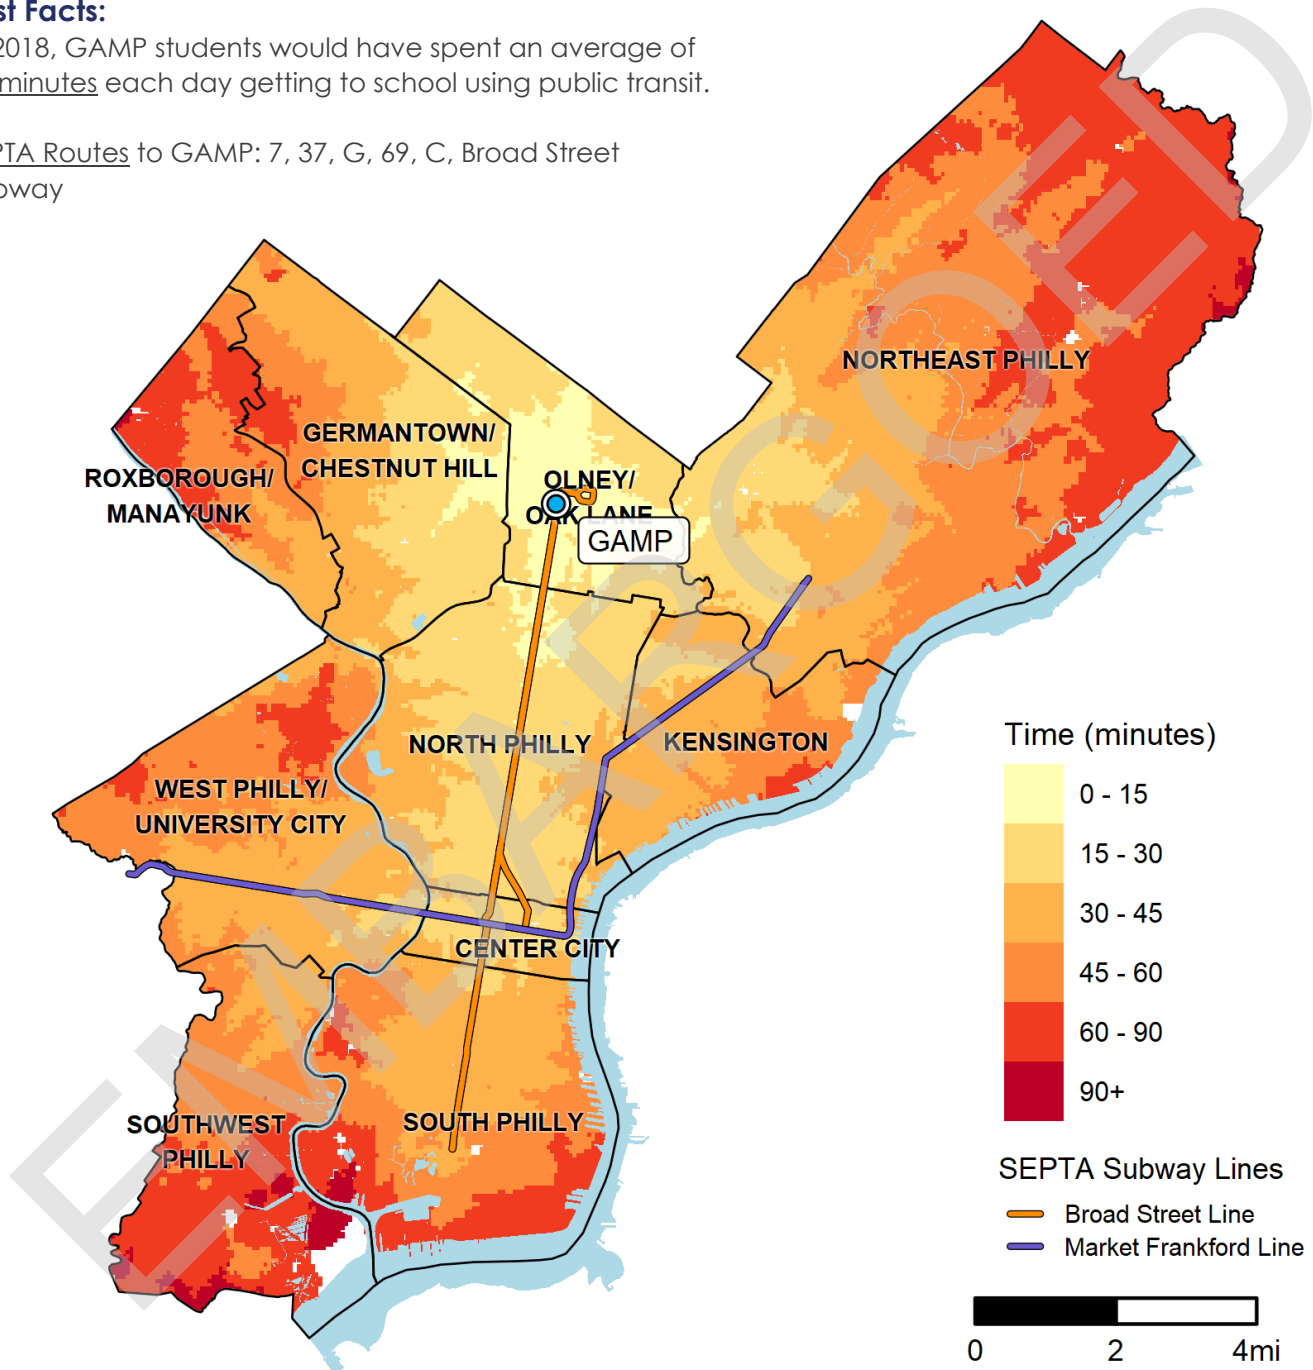 st Facts:
2018, GAMP students would have spent an average of
minutes each day getting to school using public transit.
PTA Routes to GAMP: 7, 37, G, 69, C, Broad Street
way
NORTHEAST PHILLY
GERMANTOWN/
CHESTNUT HILL
ROXBOROUGH/
MANAYUNK
OLNEY/
OAK LANE
GAMP
NORTH PHILLY
KENSINGTON
WEST PHILLY/
UNIVERSITY CITY
CENTER CITY
SOUTHWEST
PHILLY
SOUTH PHILLY
Time (minutes)
0 - 15
15 - 30
30 - 45
45 - 60
60 - 90
90+
SEPTA Subway Lines
Broad Street Line
Market Frankford Line
0 2 4mi
EMBARGOED